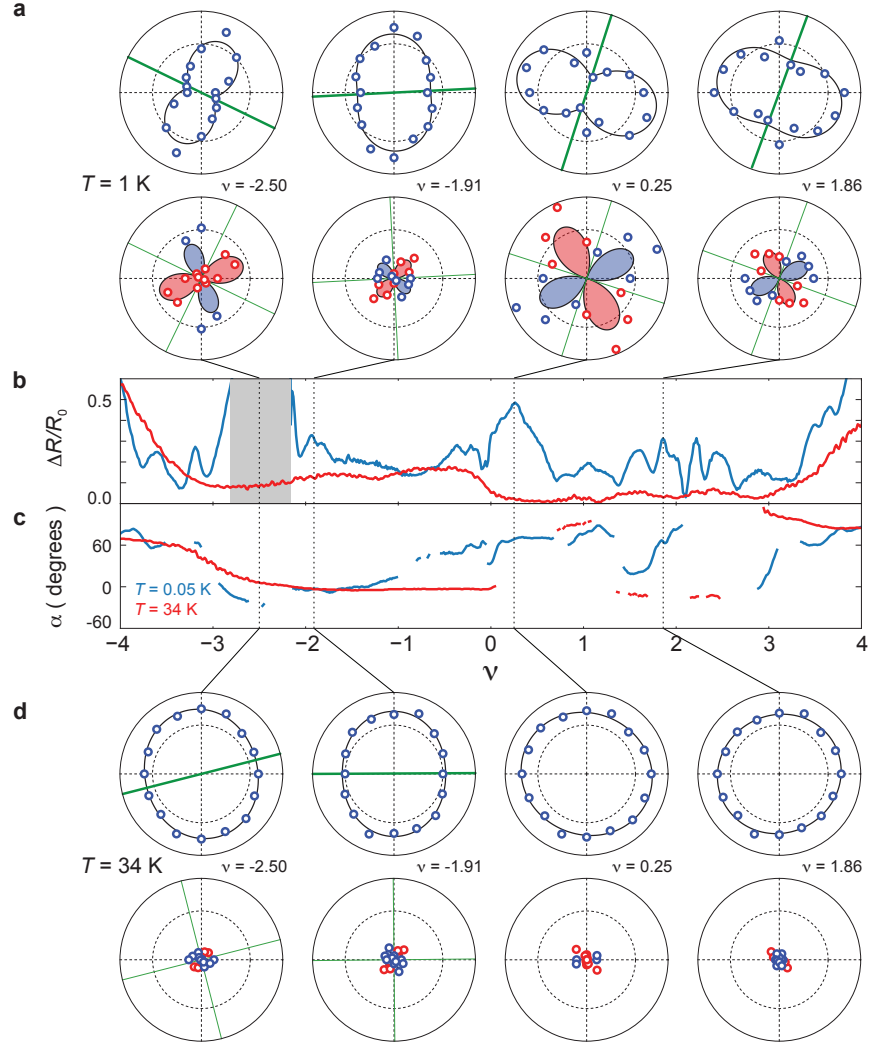 a
T = 1 K
ν = -2.50
ν = -1.91
ν = 0.25
ν = 1.86
b
ΔR/R0
0.5
0.0
c
α ( degrees)
60
0
-60
T = 0.05 K
T = 34 K
−4 −3 −2 −1 0 1 2 3 4
ν
d
T = 34 K
ν = -2.50
ν = -1.91
ν = 0.25
ν = 1.86